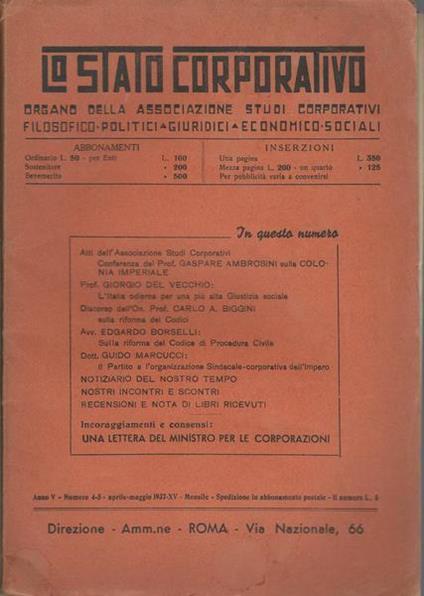 LO STATO CORPORATIVO
ORGANO DELLA ASSOCIAZIONE STUDI CORPORATIVI
FILOSOFICO-POLITICI GIURIDICI ECONOMICO-SOCIALI
ABBONAMENTI
Ordinario L. 50 - per Enti L. 100
Sostenitore » 200
Benemerito » 500
INSERZIONI
Una pagina L. 350
Mezza pagina L. 200 - un quarto » 125
Per pubblicità varia a convenirsi
In questo numero
Atti dell'Associazione Studi Corporativi
Conferenza del Prof. GASPARE AMBROSINI sulla COLO-
NIA IMPERIALE
Prof. GIORGIO DEL VECCHIO:
L'Italia odierna per una più alta Giustizia sociale
Discorso dell'On. Prof. CARLO A. BIGGINI
sulla riforma dei Codici
Avv. EDGARDO BORSELLI:
Sulla riforma del Codice di Procedura Civile
Dott. GUIDO MARCUCCI:
Il Partito e l'organizzazione Sindacale-corporativa dell'Impero
NOTIZIARIO DEL NOSTRO TEMPO
NOSTRI INCONTRI E SCONTRI
RECENSIONI E NOTA DI LIBRI RICEVUTI
Incoraggiamenti e consensi:
UNA LETTERA DEL MINISTRO PER LE CORPORAZIONI
Anno V - Numero 4-5 - aprile-maggio 1937-XV - Mensile - Spedizione in abbonamento postale - Il numero L. 5
Direzione - Amm.ne - ROMA - Via Nazionale, 66